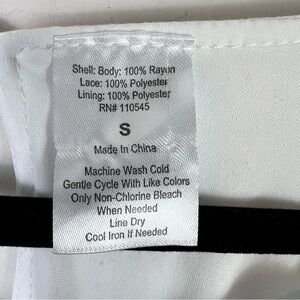 Shell: Body: 100% Rayon
Lace: 100% Polyester
Lining: 100% Polyester
RN# 110545
S
Made in China
Machine Wash Cold
Gentle Cycle With Like Colors
Only Non-Chlorine Bleach
When Needed
Line Dry
Cool Iron If Needed